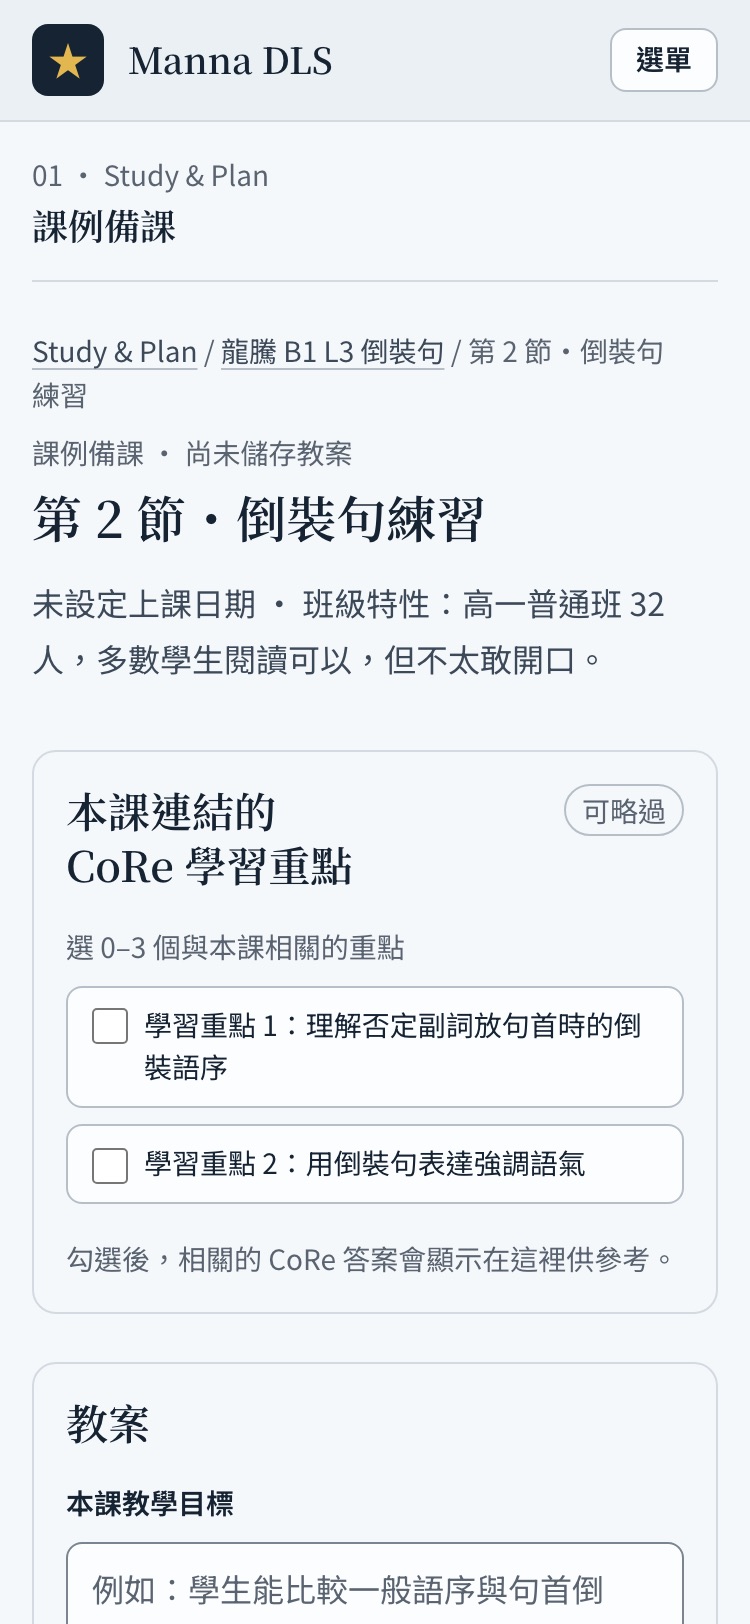 Manna DLS
選單
01 · Study & Plan
課例備課
Study & Plan / 龍騰 B1 L3 倒裝句 / 第 2 節・倒裝句
練習
課例備課 · 尚未儲存教案
第 2 節・倒裝句練習
未設定上課日期 · 班級特性：高一普通班 32
人，多數學生閱讀可以，但不太敢開口。
本課連結的
可略過
CoRe 學習重點
選 0–3 個與本課相關的重點
學習重點 1：理解否定副詞放句首時的倒
裝語序
學習重點 2：用倒裝句表達強調語氣
勾選後，相關的 CoRe 答案會顯示在這裡供參考。
教案
本課教學目標
例如：學生能比較一般語序與句首倒